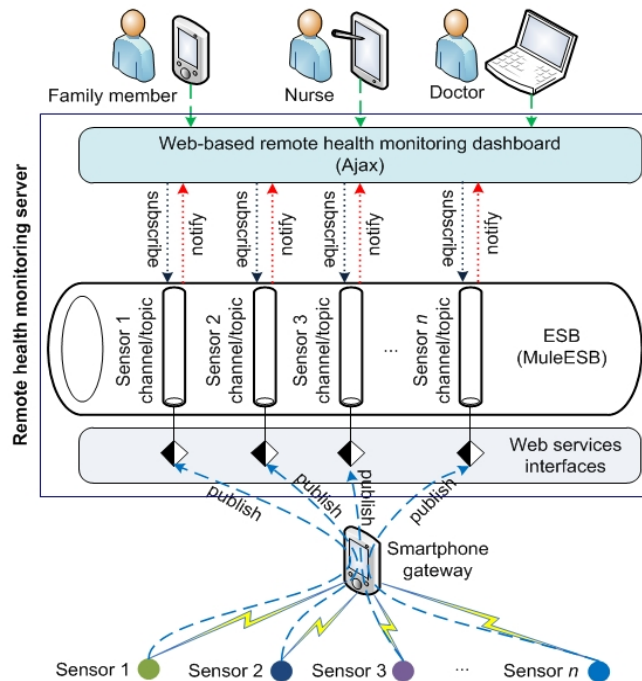 Family member
Nurse
Doctor
Remote health monitoring server
Web-based remote health monitoring dashboard
(Ajax)
subscribe
notify
subscribe
notify
subscribe
notify
subscribe
notify
Sensor 1
channel/topic
Sensor 2
channel/topic
Sensor 3
channel/topic
...
Sensor n
channel/topic
ESB
(MuleESB)
Web services
interfaces
publish
publish
publish
publish
Smartphone
gateway
Sensor 1
Sensor 2
Sensor 3
...
Sensor n